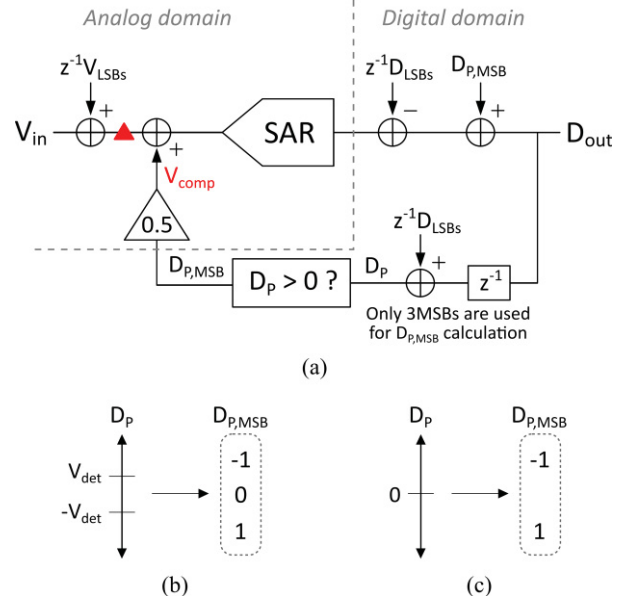 Analog domain
Digital domain
z⁻¹V_LSBs
z⁻¹D_LSBs
D_P,MSB
+
−
+
V_in
+
SAR
D_out
V_comp
0.5
z⁻¹D_LSBs
D_P,MSB
D_P > 0 ?
D_P
+
z⁻¹
Only 3MSBs are used
for D_P,MSB calculation
(a)
D_P
D_P,MSB
D_P
D_P,MSB
V_det
-V_det
-1
0
1
0
-1
1
(b)
(c)